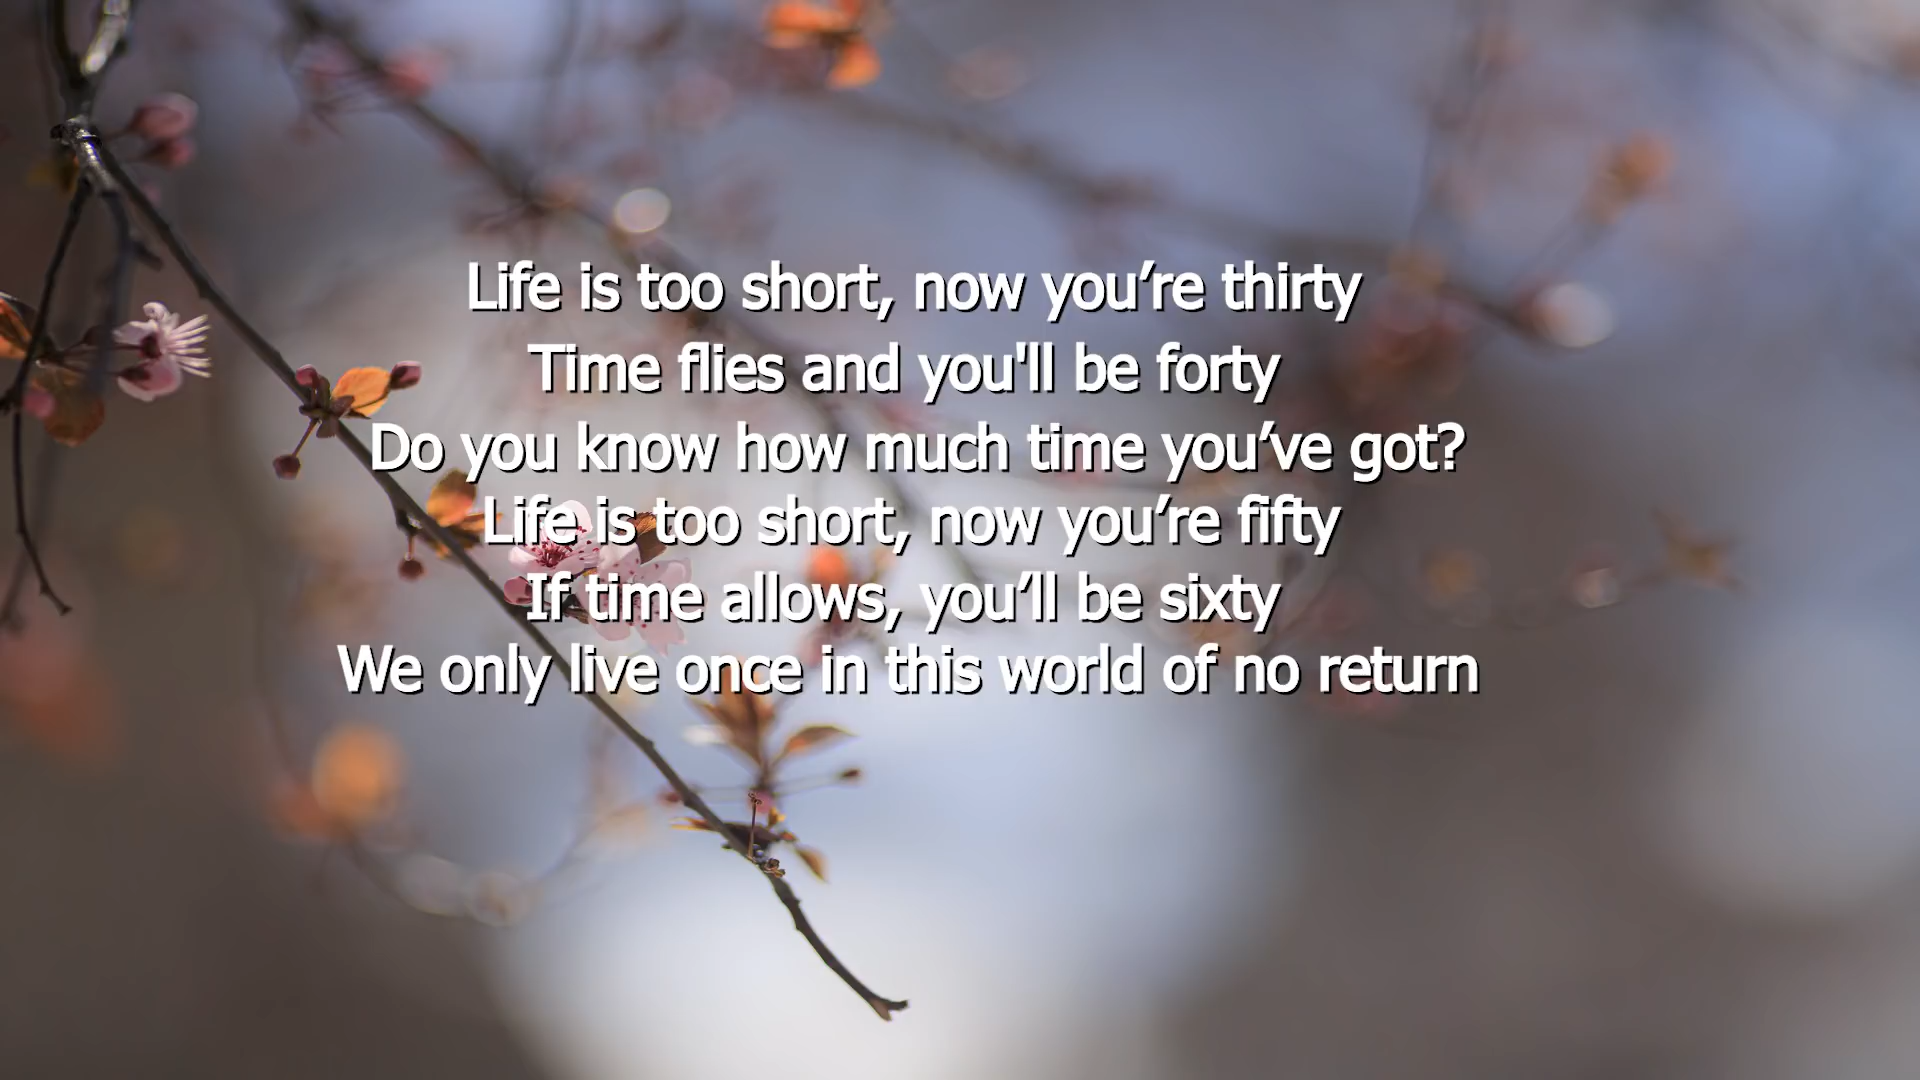 Life is too short, now you’re thirty
Time flies and you'll be forty
Do you know how much time you’ve got?
Life is too short, now you’re fifty
If time allows, you’ll be sixty
We only live once in this world of no return